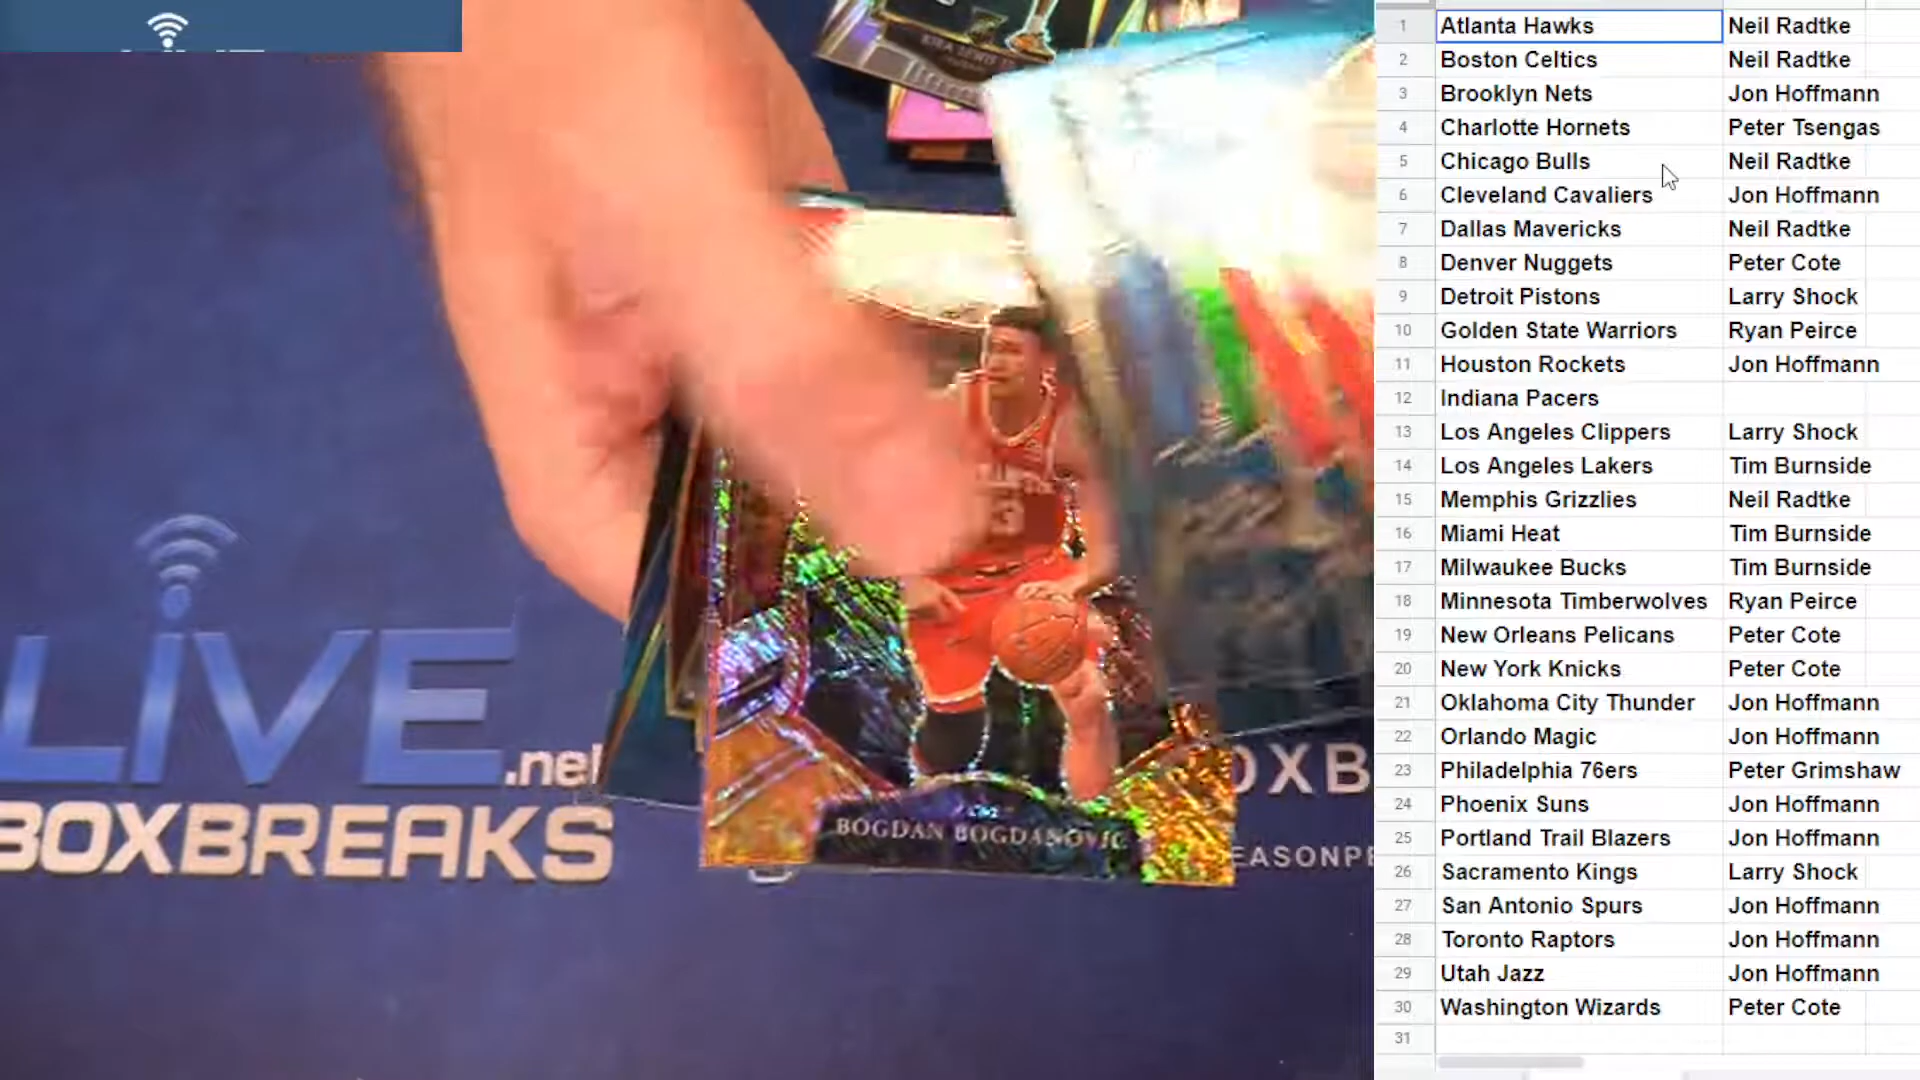 KIRA LEWIS JR
LIVE
.net
BOXBREAKS
BOGDAN BOGDANOVIC
OXB
EASONPE
1 Atlanta Hawks Neil Radtke
2 Boston Celtics Neil Radtke
3 Brooklyn Nets Jon Hoffmann
4 Charlotte Hornets Peter Tsengas
5 Chicago Bulls Neil Radtke
6 Cleveland Cavaliers Jon Hoffmann
7 Dallas Mavericks Neil Radtke
8 Denver Nuggets Peter Cote
9 Detroit Pistons Larry Shock
10 Golden State Warriors Ryan Peirce
11 Houston Rockets Jon Hoffmann
12 Indiana Pacers
13 Los Angeles Clippers Larry Shock
14 Los Angeles Lakers Tim Burnside
15 Memphis Grizzlies Neil Radtke
16 Miami Heat Tim Burnside
17 Milwaukee Bucks Tim Burnside
18 Minnesota Timberwolves Ryan Peirce
19 New Orleans Pelicans Peter Cote
20 New York Knicks Peter Cote
21 Oklahoma City Thunder Jon Hoffmann
22 Orlando Magic Jon Hoffmann
23 Philadelphia 76ers Peter Grimshaw
24 Phoenix Suns Jon Hoffmann
25 Portland Trail Blazers Jon Hoffmann
26 Sacramento Kings Larry Shock
27 San Antonio Spurs Jon Hoffmann
28 Toronto Raptors Jon Hoffmann
29 Utah Jazz Jon Hoffmann
30 Washington Wizards Peter Cote
31